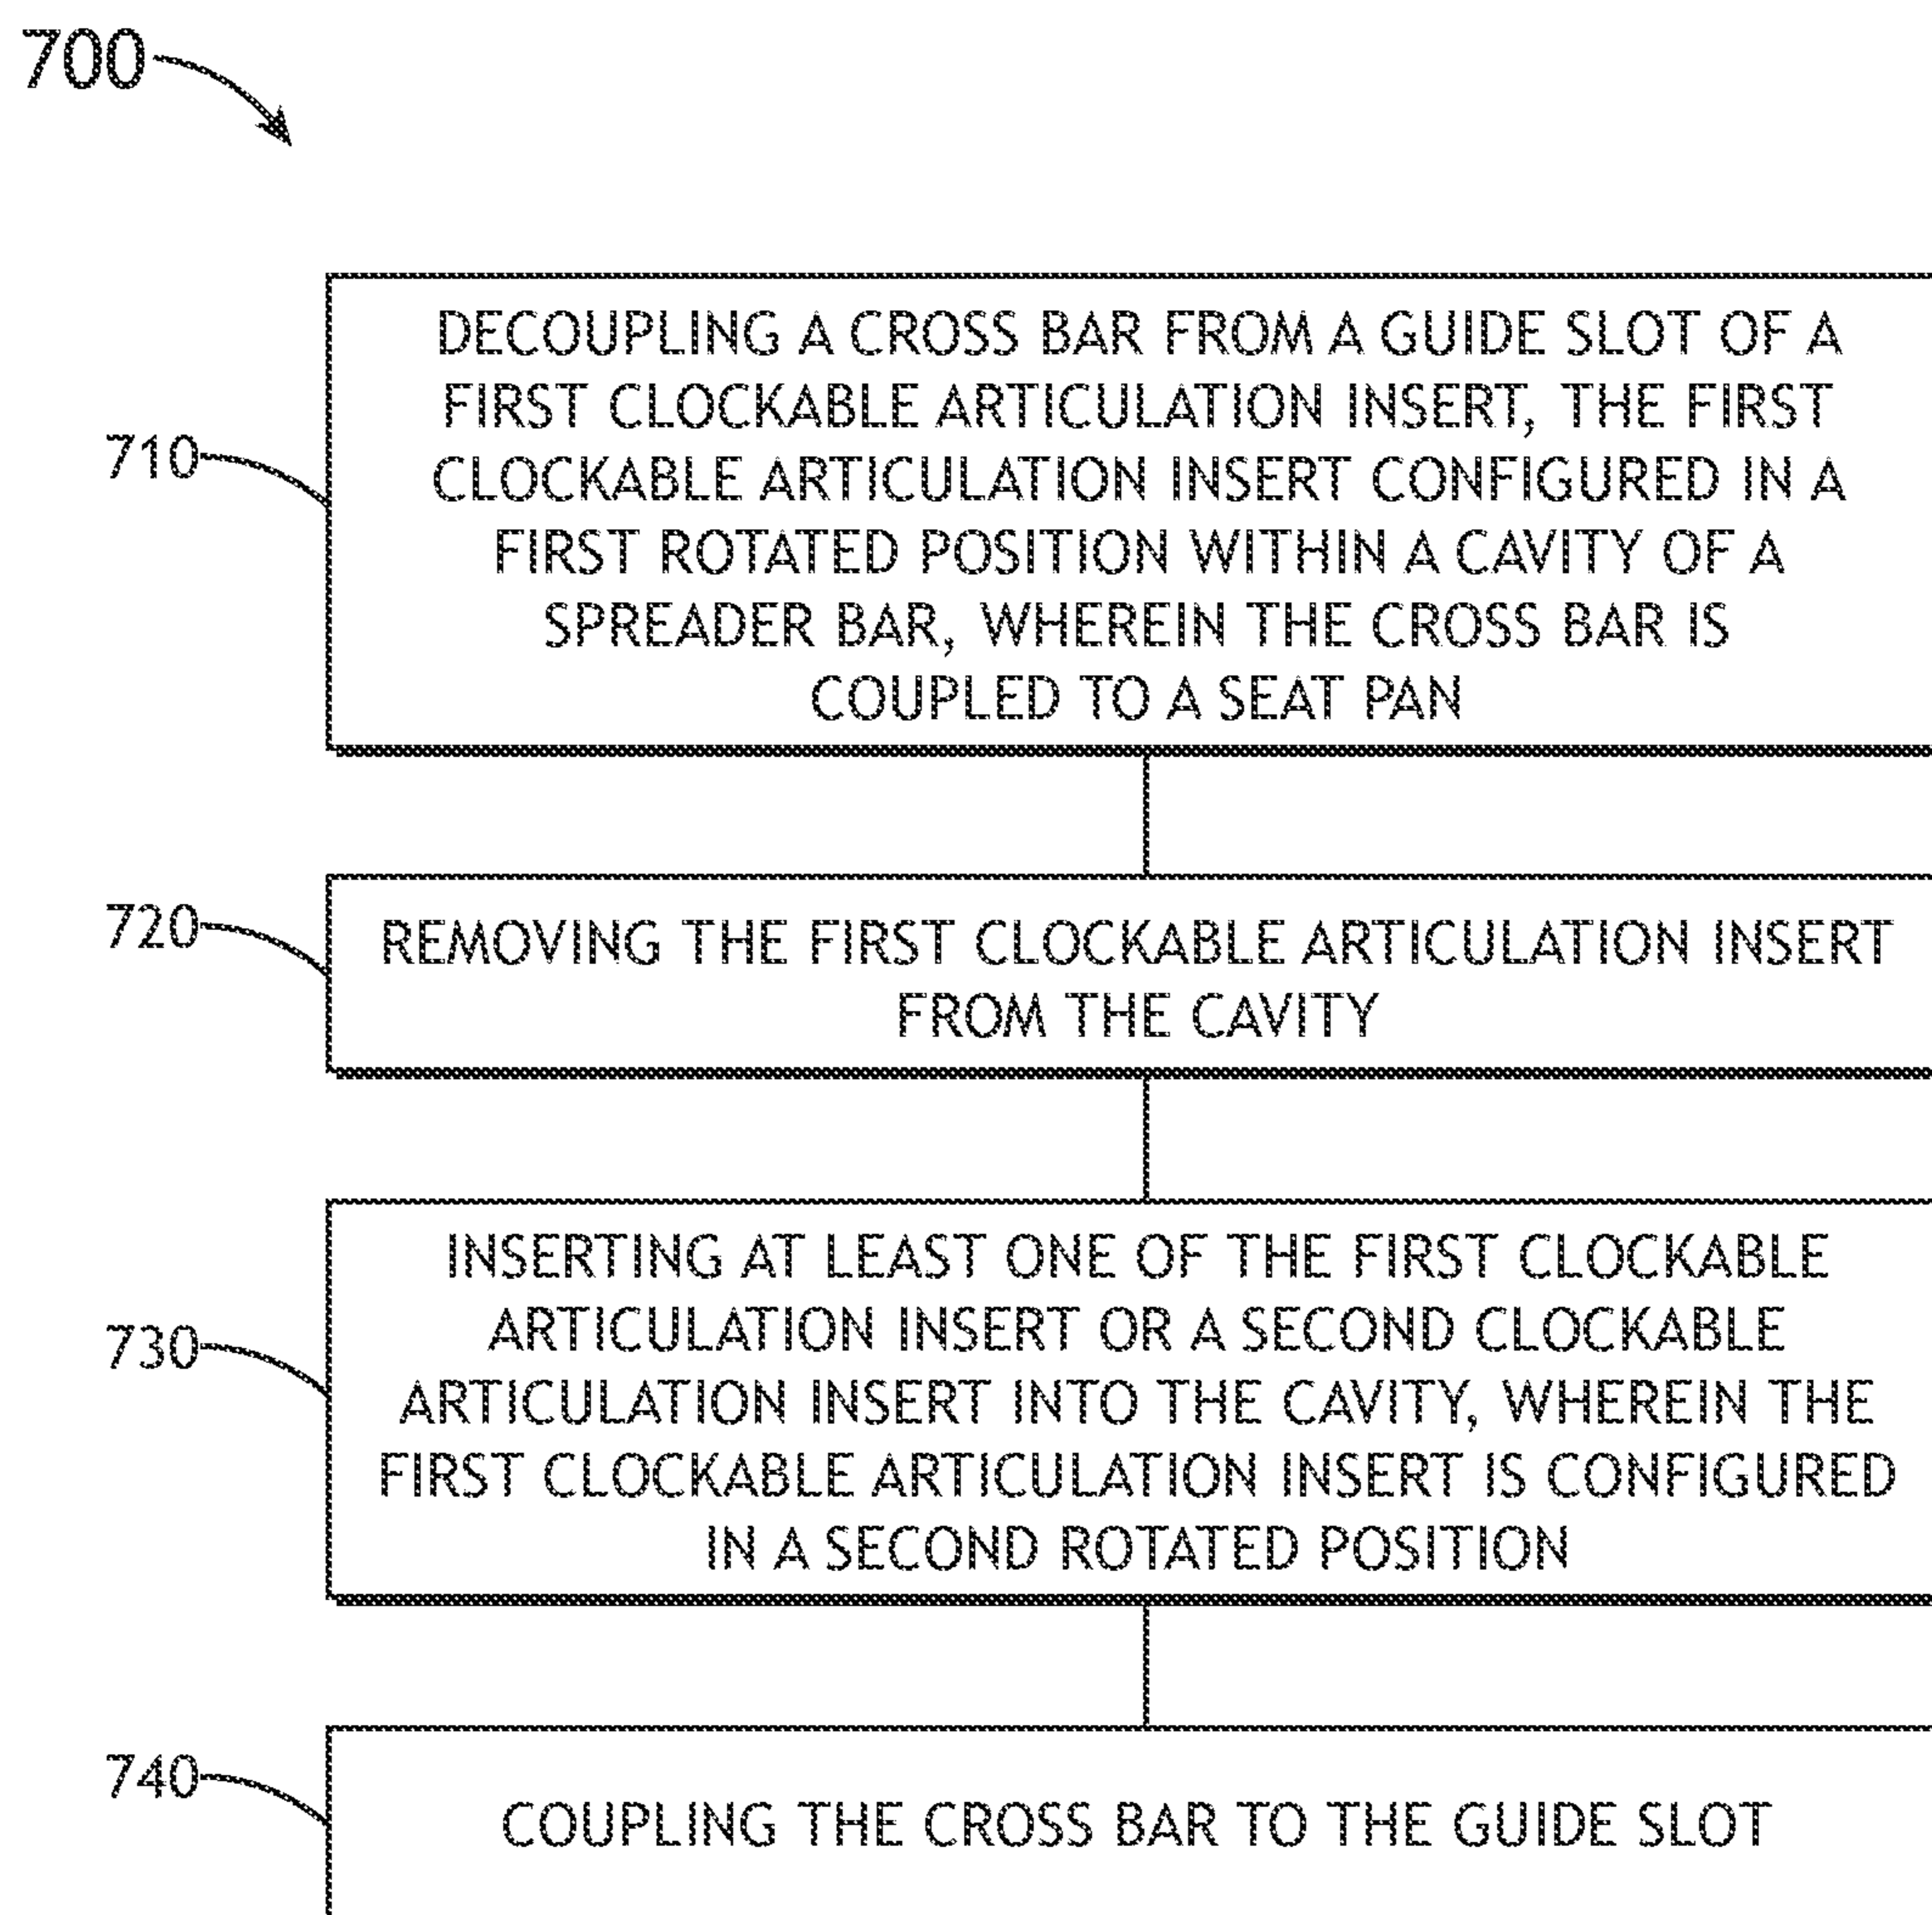 700
710
DECOUPLING A CROSS BAR FROM A GUIDE SLOT OF A
FIRST CLOCKABLE ARTICULATION INSERT, THE FIRST
CLOCKABLE ARTICULATION INSERT CONFIGURED IN A
FIRST ROTATED POSITION WITHIN A CAVITY OF A
SPREADER BAR, WHEREIN THE CROSS BAR IS
COUPLED TO A SEAT PAN
720
REMOVING THE FIRST CLOCKABLE ARTICULATION INSERT
FROM THE CAVITY
730
INSERTING AT LEAST ONE OF THE FIRST CLOCKABLE
ARTICULATION INSERT OR A SECOND CLOCKABLE
ARTICULATION INSERT INTO THE CAVITY, WHEREIN THE
FIRST CLOCKABLE ARTICULATION INSERT IS CONFIGURED
IN A SECOND ROTATED POSITION
740
COUPLING THE CROSS BAR TO THE GUIDE SLOT